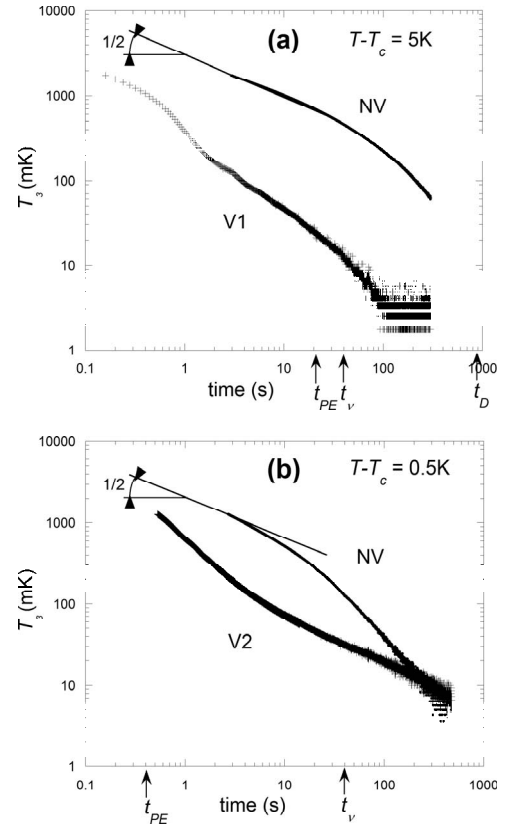 (a)
T-T_c = 5K
1/2
10000
1000
100
10
1
T_3 (mK)
NV
V1
0.1 1 10 100 1000
time (s)
t_PE t_ν t_D
(b)
T-T_c = 0.5K
1/2
10000
1000
100
10
1
T_3 (mK)
NV
V2
0.1 1 10 100 1000
time (s)
t_PE t_ν